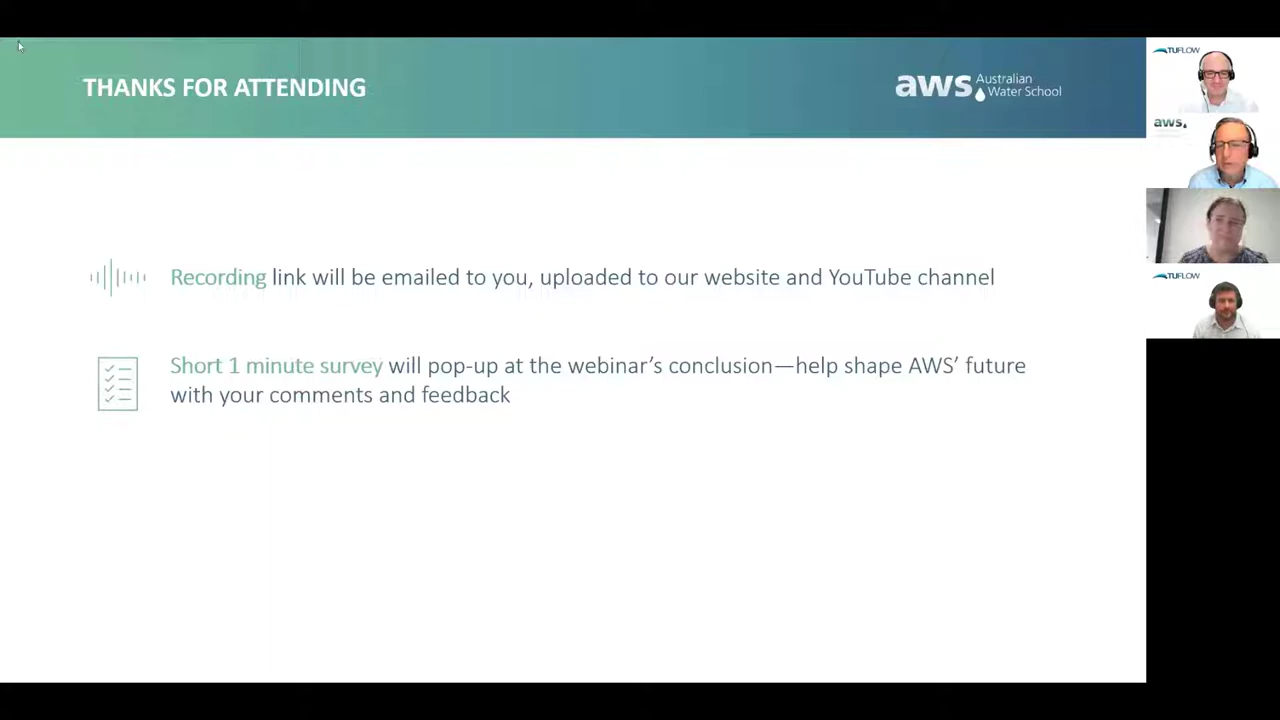 THANKS FOR ATTENDING
aws Australian
Water School
Recording link will be emailed to you, uploaded to our website and YouTube channel
Short 1 minute survey will pop-up at the webinar’s conclusion—help shape AWS’ future
with your comments and feedback
TUFLOW
aws
TUFLOW